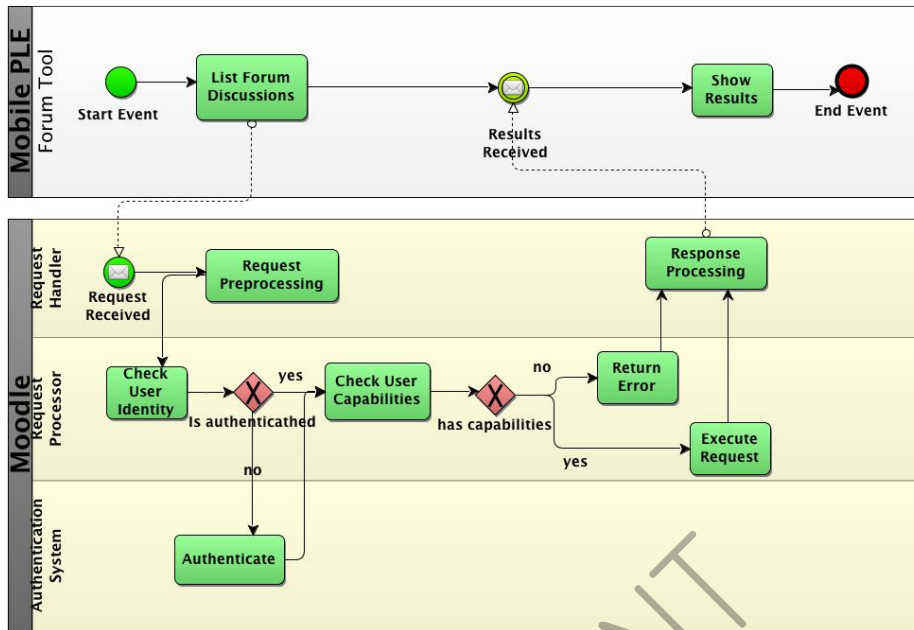 Mobile PLE
Forum Tool
Start Event
List Forum
Discussions
Results
Received
Show
Results
End Event
Moodle
Request
Handler
Request
Received
Request
Preprocessing
Response
Processing
Request
Processor
Check
User
Identity
yes
Is authenticathed
no
Check User
Capabilities
no
has capabilities
yes
Return
Error
Execute
Request
Authentication
System
Authenticate
NT